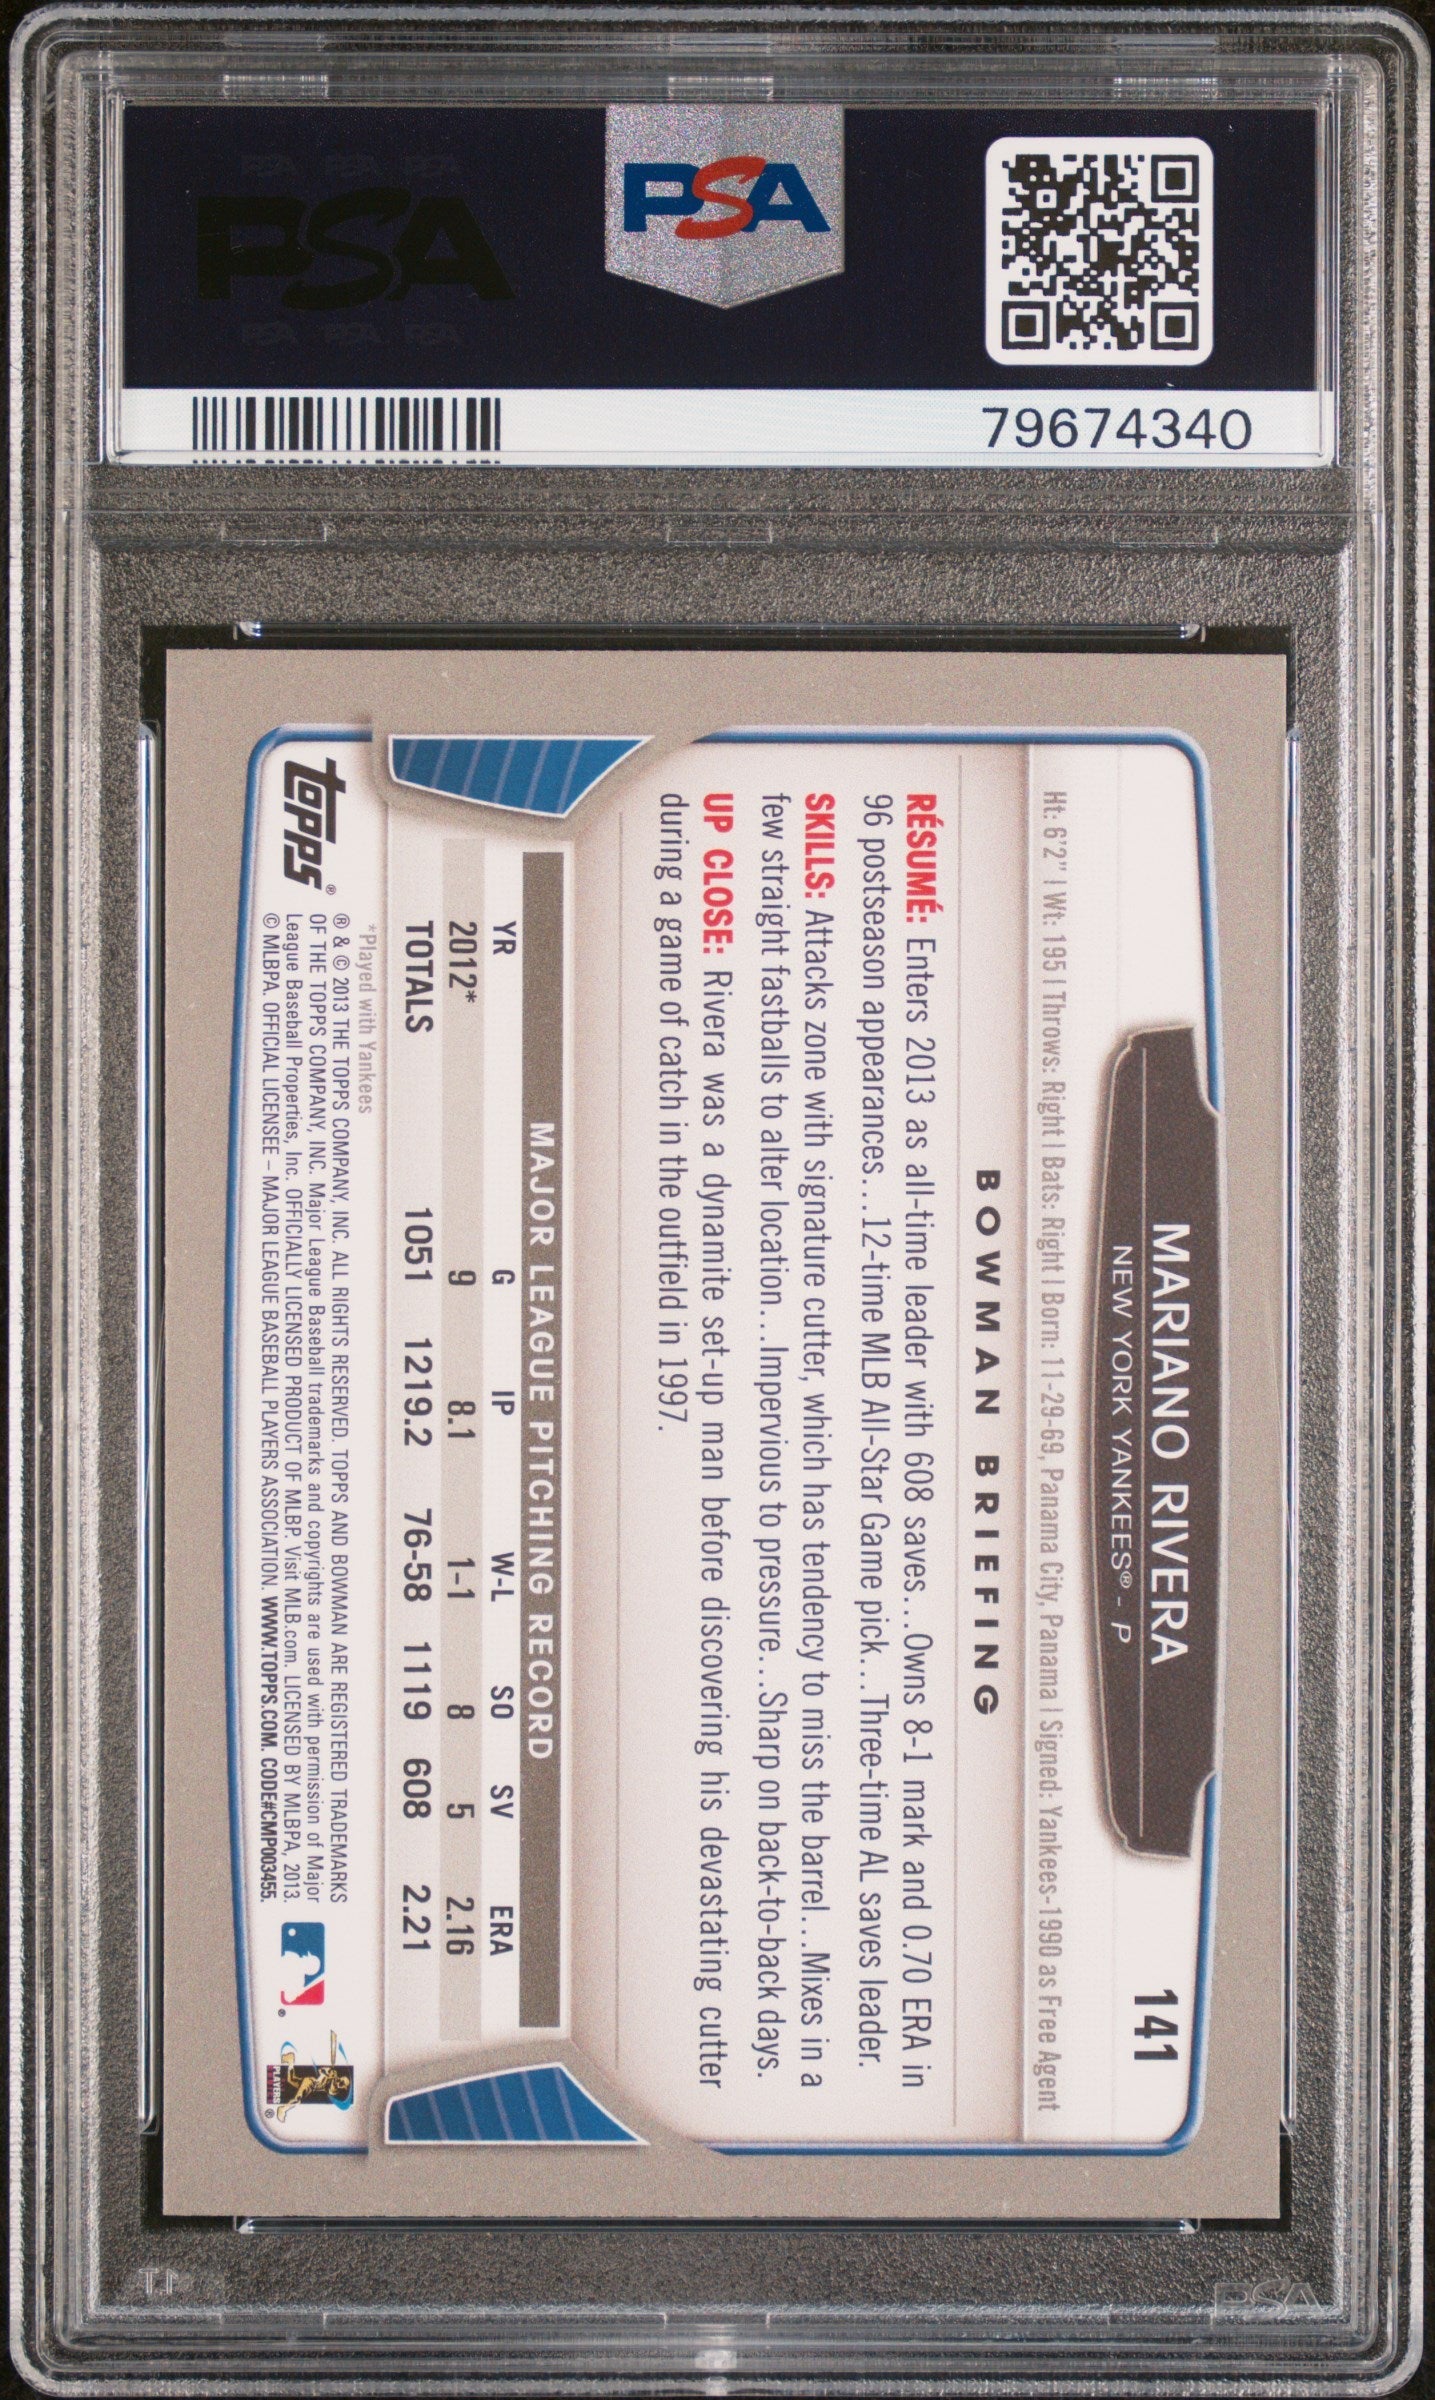 PSA
PSA PSA PSA
PSA
PSA PSA PSA
79674340
141
MARIANO RIVERA
NEW YORK YANKEES® - P
Ht: 6'2" | Wt: 195 | Throws: Right | Bats: Right | Born: 11-29-69, Panama City, Panama | Signed: Yankees-1990 as Free Agent
BOWMAN BRIEFING
RÉSUMÉ: Enters 2013 as all-time leader with 608 saves...Owns 8-1 mark and 0.70 ERA in
96 postseason appearances...12-time MLB All-Star Game pick...Three-time AL saves leader.
SKILLS: Attacks zone with signature cutter, which has tendency to miss the barrel...Mixes in a
few straight fastballs to alter location...Impervious to pressure...Sharp on back-to-back days.
UP CLOSE: Rivera was a dynamite set-up man before discovering his devastating cutter
during a game of catch in the outfield in 1997.
MAJOR LEAGUE PITCHING RECORD
YR G IP W-L SO SV ERA
2012* 9 8.1 1-1 8 5 2.16
TOTALS 1051 1219.2 76-58 1119 608 2.21
*Played with Yankees
topps®
® & © 2013 THE TOPPS COMPANY, INC. ALL RIGHTS RESERVED. TOPPS AND BOWMAN ARE REGISTERED TRADEMARKS
OF THE TOPPS COMPANY, INC. Major League Baseball trademarks and copyrights are used with permission of Major
League Baseball Properties, Inc. OFFICIALLY LICENSED PRODUCT OF MLBP. Visit MLB.com. LICENSED BY MLBPA, 2013.
© MLBPA. OFFICIAL LICENSEE – MAJOR LEAGUE BASEBALL PLAYERS ASSOCIATION. WWW.TOPPS.COM. CODE#CMP003455.
PLAYERS
PSA